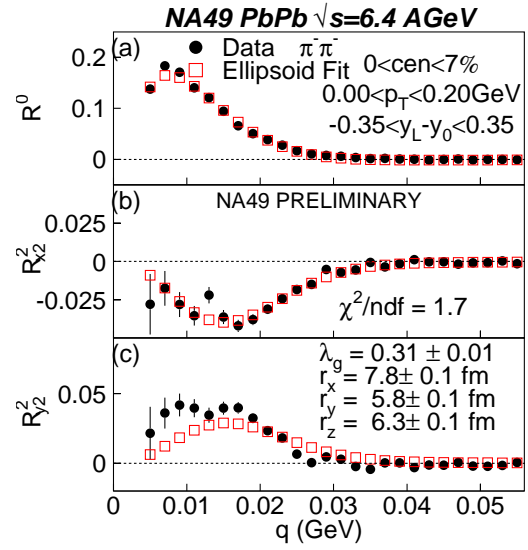 NA49 PbPb √s=6.4 AGeV
(a)
Data π⁻π⁻
Ellipsoid Fit
0<cen<7%
0.00<p_T<0.20GeV
-0.35<y_L-y_0<0.35
R^0
0.2
0.1
0
(b)
NA49 PRELIMINARY
R^2_x2
0.025
0
-0.025
χ²/ndf = 1.7
(c)
λ_g = 0.31 ± 0.01
r_x = 7.8± 0.1 fm
r_y = 5.8± 0.1 fm
r_z = 6.3± 0.1 fm
R^2_y2
0.05
0
0 0.01 0.02 0.03 0.04 0.05
q (GeV)